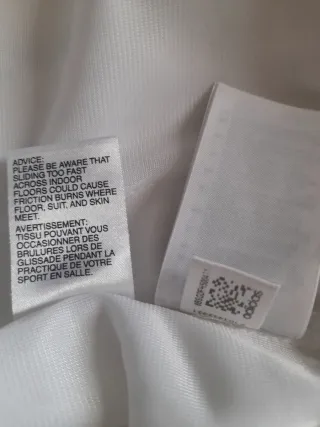 ADVICE:
PLEASE BE AWARE THAT
SLIDING TOO FAST
ACROSS INDOOR
FLOORS COULD CAUSE
FRICTION BURNS WHERE
FLOOR, SUIT, AND SKIN
MEET.
AVERTISSEMENT:
TISSU POUVANT VOUS
OCCASIONNER DES
BRULURES LORS DE
GLISSADE PENDANT LA
PRACTIQUE DE VOTRE
SPORT EN SALLE.
adidas